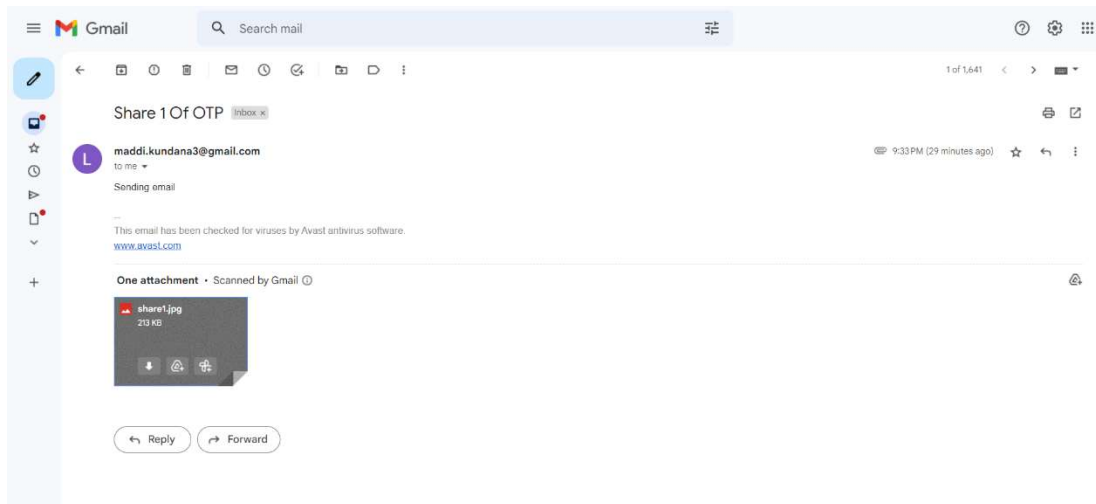 Gmail
Search mail
1 of 1,641
Share 1 Of OTP Inbox x
L
maddi.kundana3@gmail.com
9:33 PM (29 minutes ago)
to me
Sending email
--
This email has been checked for viruses by Avast antivirus software.
www.avast.com
One attachment • Scanned by Gmail
share1.jpg
213 KB
Reply
Forward